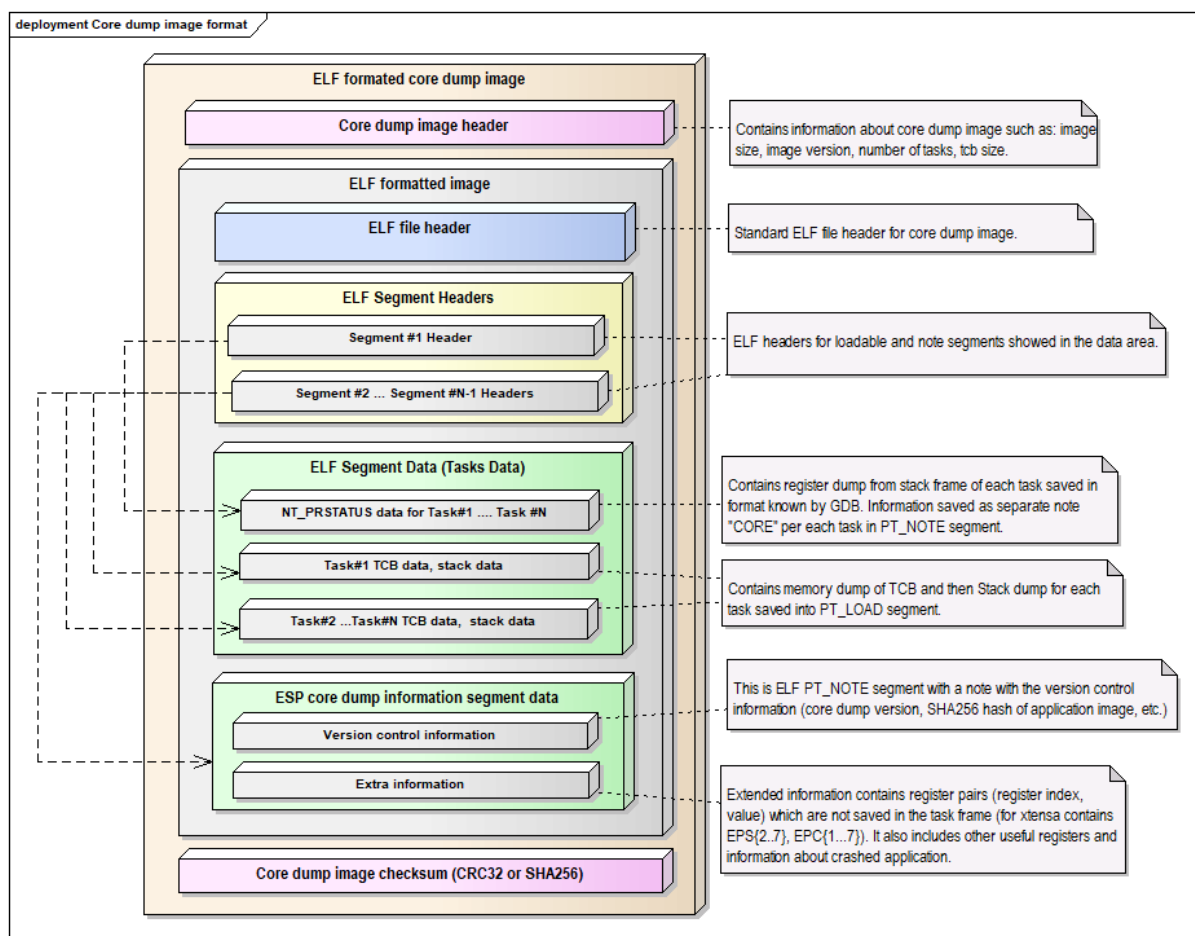 deployment Core dump image format
ELF formated core dump image
Core dump image header
Contains information about core dump image such as: image
size, image version, number of tasks, tcb size.
ELF formatted image
ELF file header
Standard ELF file header for core dump image.
ELF Segment Headers
Segment #1 Header
ELF headers for loadable and note segments showed in the data area.
Segment #2 ... Segment #N-1 Headers
ELF Segment Data (Tasks Data)
NT_PRSTATUS data for Task#1 .... Task #N
Contains register dump from stack frame of each task saved in
format known by GDB. Information saved as separate note
"CORE" per each task in PT_NOTE segment.
Task#1 TCB data, stack data
Contains memory dump of TCB and then Stack dump for each
task saved into PT_LOAD segment.
Task#2 ...Task#N TCB data, stack data
ESP core dump information segment data
This is ELF PT_NOTE segment with a note with the version control
information (core dump version, SHA256 hash of application image, etc.)
Version control information
Extra information
Extended information contains register pairs (register index,
value) which are not saved in the task frame (for xtensa contains
EPS{2..7}, EPC{1...7}). It also includes other useful registers and
information about crashed application.
Core dump image checksum (CRC32 or SHA256)